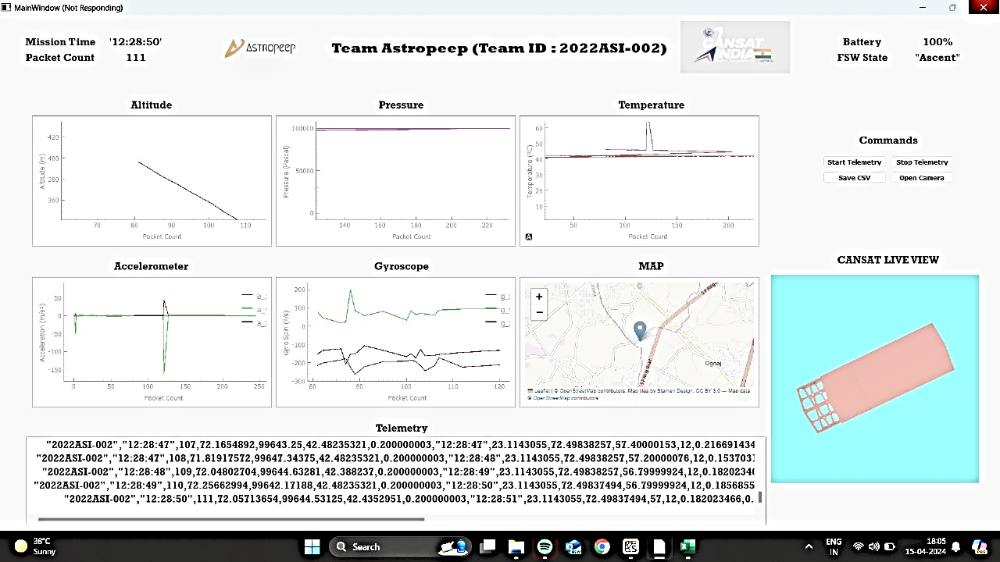 MainWindow (Not Responding)
Mission Time '12:28:50'
Packet Count 111
ASTROPEEP
Team Astropeep (Team ID : 2022ASI-002)
CANSAT
INDIA
Battery 100%
FSW State "Ascent"
Altitude
Altitude (m)
420
400
380
360
70 80 90 100 110
Packet Count
Pressure
Pressure (Pascal)
100000
50000
0
140 160 180 200 220
Packet Count
Temperature
Temperature (°C)
60
50
40
30
20
10
50 100 150 200
Packet Count
A
Commands
Start Telemetry Stop Telemetry
Save CSV Open Camera
Accelerometer
Acceleration (m/s²)
50
0
-50
-100
-150
0 50 100 150 200 250
Packet Count
Gyroscope
Gyro Spin (°/s)
200
100
0
-100
-200
-300
80 90 100 110 120
Packet Count
MAP
+
−
Ognaj
Leaflet | © OpenStreetMap contributors, Map tiles by Stamen Design, CC BY 3.0 — Map data
© OpenStreetMap contributors
CANSAT LIVE VIEW
Telemetry
"2022ASI-002","12:28:47",107,72.1654892,99643.25,42.48235321,0.200000003,"12:28:47",23.1143055,72.49838257,57.40000153,12,0.216691434
"2022ASI-002","12:28:47",108,71.81917572,99647.34375,42.48235321,0.200000003,"12:28:48",23.1143055,72.49838257,57.20000076,12,0.1537031
"2022ASI-002","12:28:48",109,72.04802704,99644.63281,42.388237,0.200000003,"12:28:49",23.1143055,72.49838257,56.79999924,12,0.1820234
"2022ASI-002","12:28:49",110,72.25662994,99642.17188,42.48235321,0.200000003,"12:28:50",23.1143055,72.49837494,56.79999924,12,0.1856855
"2022ASI-002","12:28:50",111,72.05713654,99644.53125,42.4352951,0.200000003,"12:28:51",23.1143055,72.49837494,57,12,0.182023466,0.
38°C
Sunny
Search
ENG
IN
18:05
15-04-2024